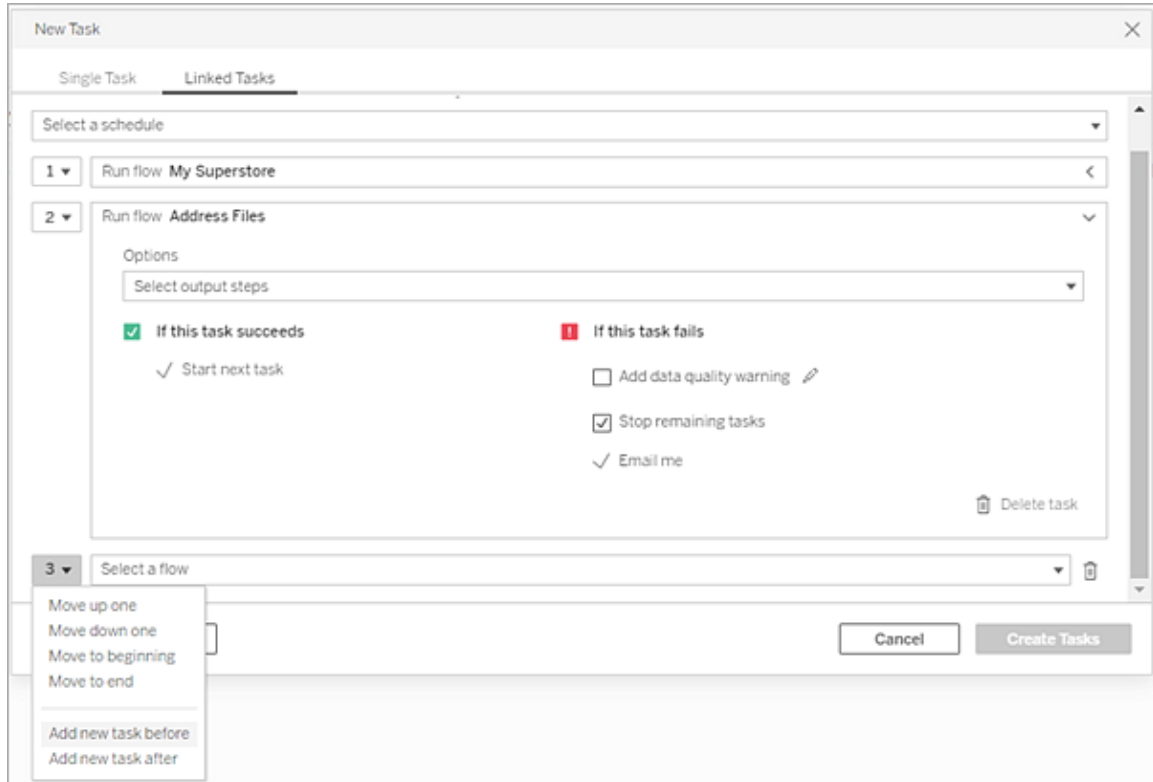 New Task
Single Task Linked Tasks
Select a schedule
1 Run flow My Superstore
2 Run flow Address Files
Options
Select output steps
If this task succeeds If this task fails
Start next task Add data quality warning
Stop remaining tasks
Email me
Delete task
3 Select a flow
Move up one
Move down one
Move to beginning
Move to end
Cancel Create Tasks
Add new task before
Add new task after